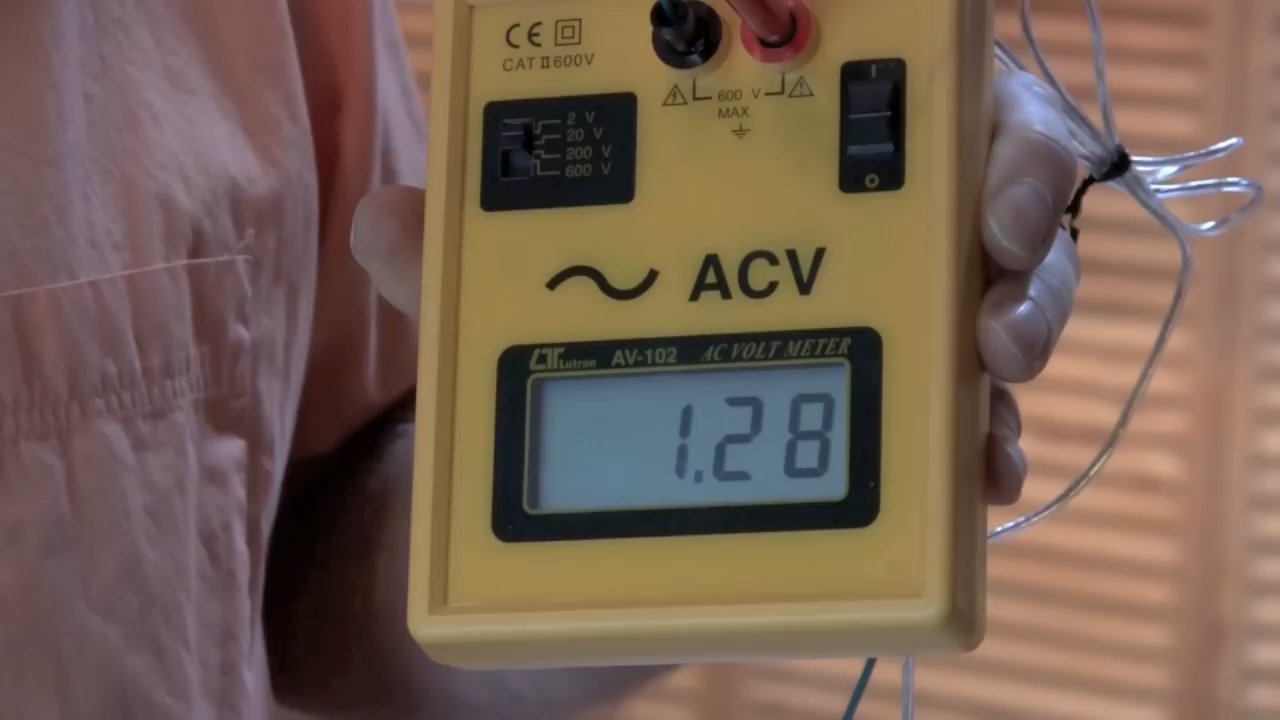 CE
CAT II 600V
2 V
20 V
200 V
600 V
600 V
MAX.
I
O
ACV
Lutron AV-102 AC VOLT METER
1.28